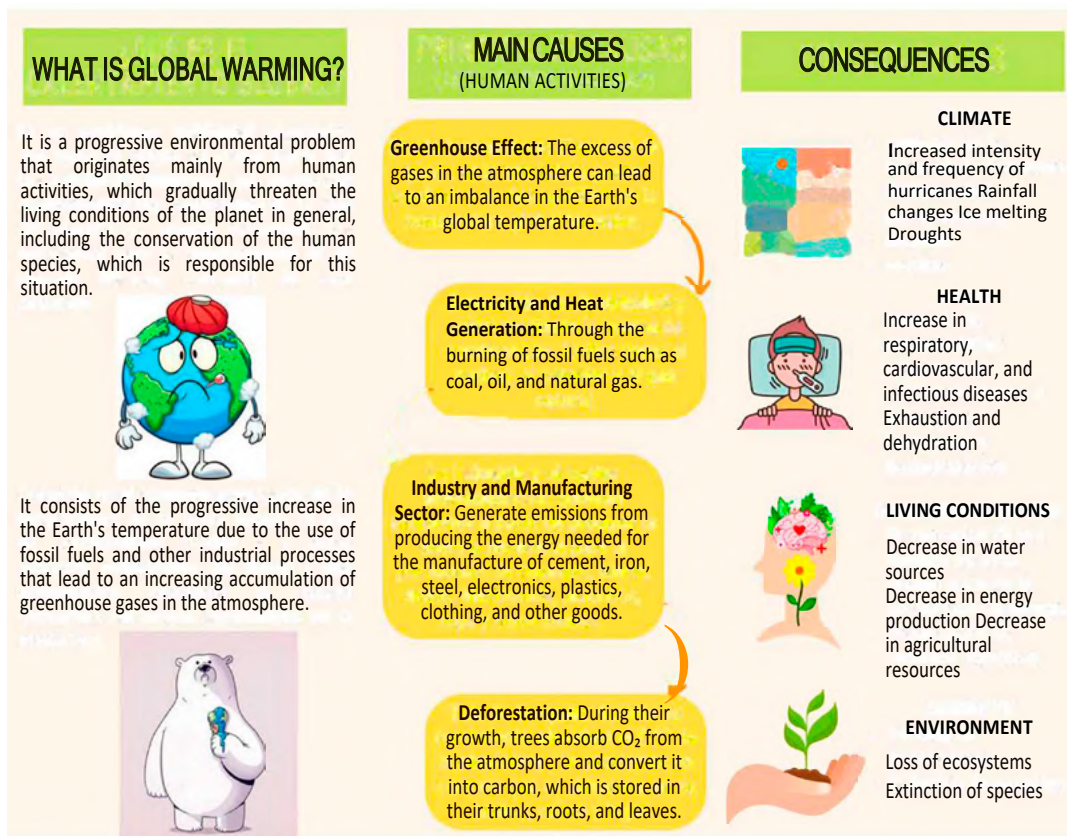 WHAT IS GLOBAL WARMING?
It is a progressive environmental problem
that originates mainly from human
activities, which gradually threaten the
living conditions of the planet in general,
including the conservation of the human
species, which is responsible for this
situation.
It consists of the progressive increase in
the Earth's temperature due to the use of
fossil fuels and other industrial processes
that lead to an increasing accumulation of
greenhouse gases in the atmosphere.
MAIN CAUSES
(HUMAN ACTIVITIES)
Greenhouse Effect: The excess of
gases in the atmosphere can lead
to an imbalance in the Earth's
global temperature.
Electricity and Heat
Generation: Through the
burning of fossil fuels such as
coal, oil, and natural gas.
Industry and Manufacturing
Sector: Generate emissions from
producing the energy needed for
the manufacture of cement, iron,
steel, electronics, plastics,
clothing, and other goods.
Deforestation: During their
growth, trees absorb CO₂ from
the atmosphere and convert it
into carbon, which is stored in
their trunks, roots, and leaves.
CONSEQUENCES
CLIMATE
Increased intensity
and frequency of
hurricanes Rainfall
changes Ice melting
Droughts
HEALTH
Increase in
respiratory,
cardiovascular, and
infectious diseases
Exhaustion and
dehydration
LIVING CONDITIONS
Decrease in water
sources
Decrease in energy
production Decrease
in agricultural
resources
ENVIRONMENT
Loss of ecosystems
Extinction of species